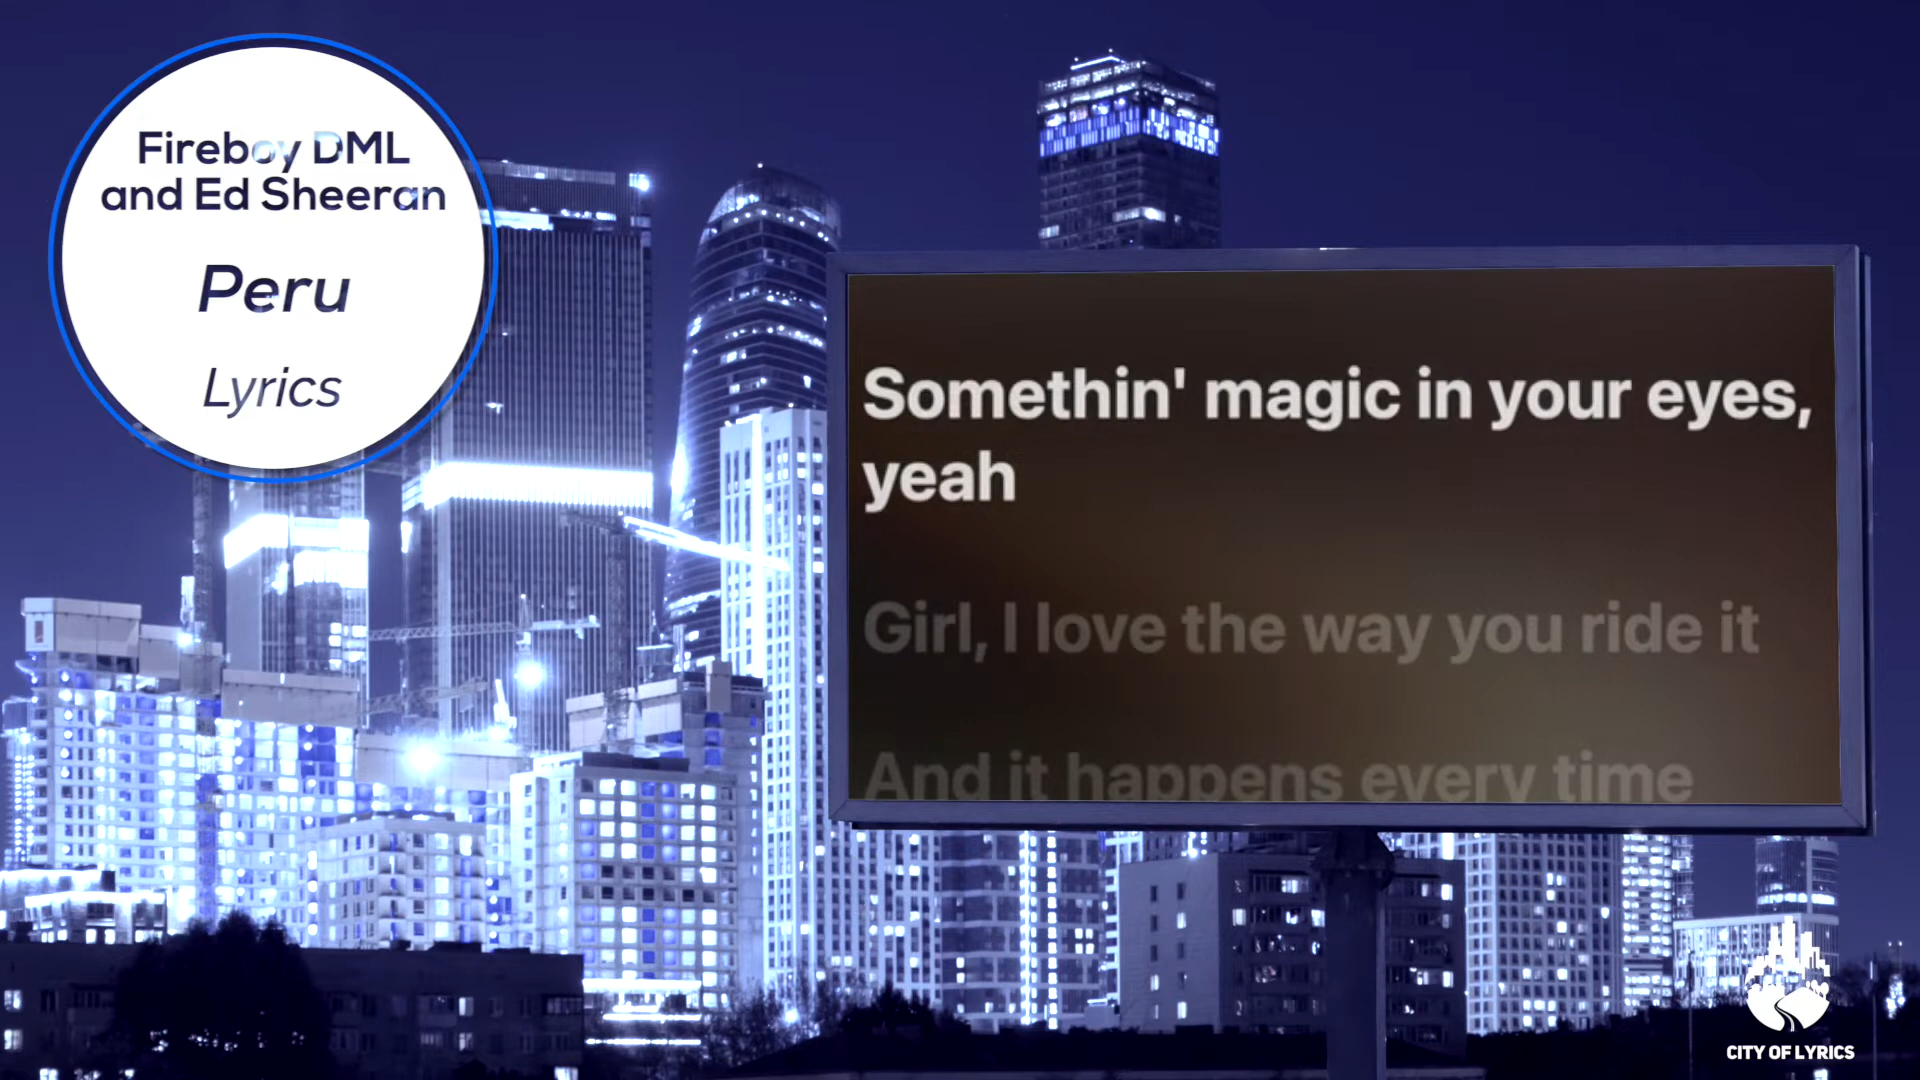 Fireboy DML
and Ed Sheeran
Peru
Lyrics
Somethin' magic in your eyes,
yeah
Girl, I love the way you ride it
And it happens every time
CITY OF LYRICS